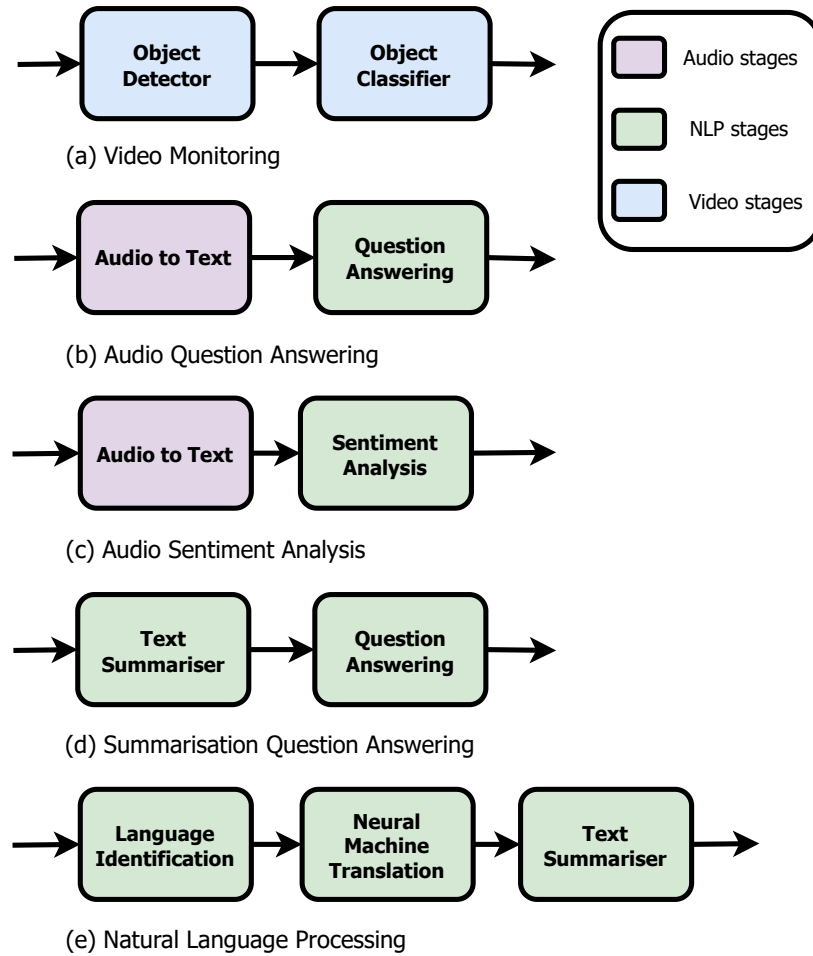 Object
Detector
Object
Classifier
(a) Video Monitoring
Audio stages
NLP stages
Video stages
Audio to Text
Question
Answering
(b) Audio Question Answering
Audio to Text
Sentiment
Analysis
(c) Audio Sentiment Analysis
Text
Summariser
Question
Answering
(d) Summarisation Question Answering
Language
Identification
Neural
Machine
Translation
Text
Summariser
(e) Natural Language Processing